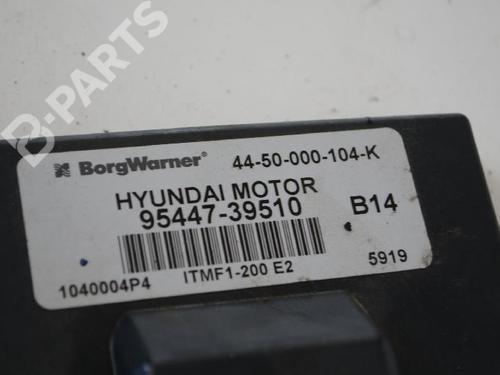 B-PARTS
BorgWarner® 44-50-000-104-K
HYUNDAI MOTOR
95447-39510 B14
ITMF1-200 E2
1040004P4 5919